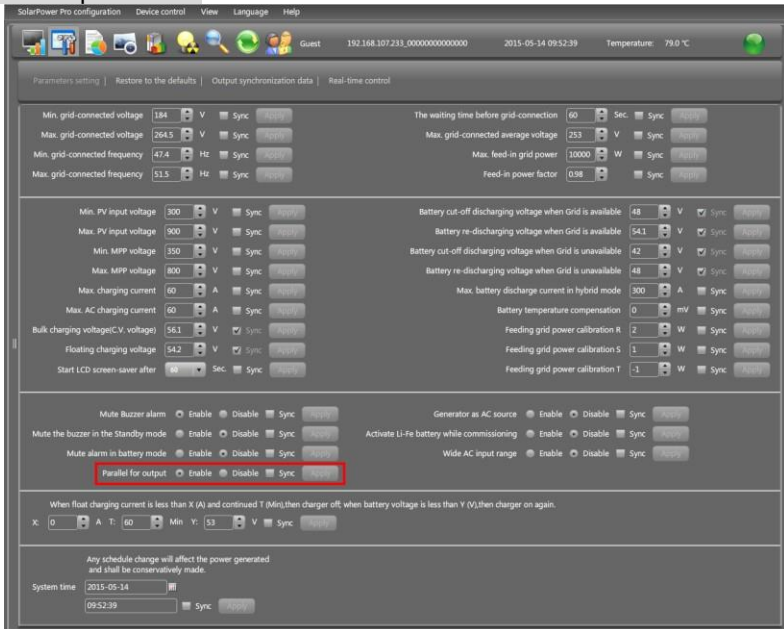 SolarPower Pro configuration Device control View Language Help
Guest 192.168.107.233_00000000000000 2015-05-14 09:52:39 Temperature: 79.0 ℃
Parameters setting | Restore to the defaults | Output synchronization data | Real-time control
Min. grid-connected voltage 184 V Sync Apply The waiting time before grid-connection 60 Sec. Sync Apply
Max. grid-connected voltage 264.5 V Sync Apply Max. grid-connected average voltage 253 V Sync Apply
Min. grid-connected frequency 47.4 Hz Sync Apply Max. feed-in grid power 10000 W Sync Apply
Max. grid-connected frequency 51.5 Hz Sync Apply Feed-in power factor 0.98 Sync Apply
Min. PV input voltage 300 V Sync Apply Battery cut-off discharging voltage when Grid is available 48 V Sync Apply
Max. PV input voltage 900 V Sync Apply Battery re-discharging voltage when Grid is available 54.1 V Sync Apply
Min. MPP voltage 350 V Sync Apply Battery cut-off discharging voltage when Grid is unavailable 42 V Sync Apply
Max. MPP voltage 800 V Sync Apply Battery re-discharging voltage when Grid is unavailable 48 V Sync Apply
Max. charging current 60 A Sync Apply Max. battery discharge current in hybrid mode 300 A Sync Apply
Max. AC charging current 60 A Sync Apply Battery temperature compensation 0 mV Sync Apply
Bulk charging voltage(C.V. voltage) 56.1 V Sync Apply Feeding grid power calibration R 2 W Sync Apply
Floating charging voltage 54.2 V Sync Apply Feeding grid power calibration S 1 W Sync Apply
Start LCD screen-saver after 60 Sec. Sync Apply Feeding grid power calibration T -1 W Sync Apply
Mute Buzzer alarm Enable Disable Sync Apply Generator as AC source Enable Disable Sync Apply
Mute the buzzer in the Standby mode Enable Disable Sync Apply Activate Li-Fe battery while commissioning Enable Disable Sync Apply
Mute alarm in battery mode Enable Disable Sync Apply Wide AC input range Enable Disable Sync Apply
Parallel for output Enable Disable Sync Apply
When float charging current is less than X (A) and continued T (Min),then charger off; when battery voltage is less than Y (V),then charger on again.
X: 0 A T: 60 Min Y: 53 V Sync Apply
Any schedule change will affect the power generated
and shall be conservatively made.
System time 2015-05-14
09:52:39 Sync Apply